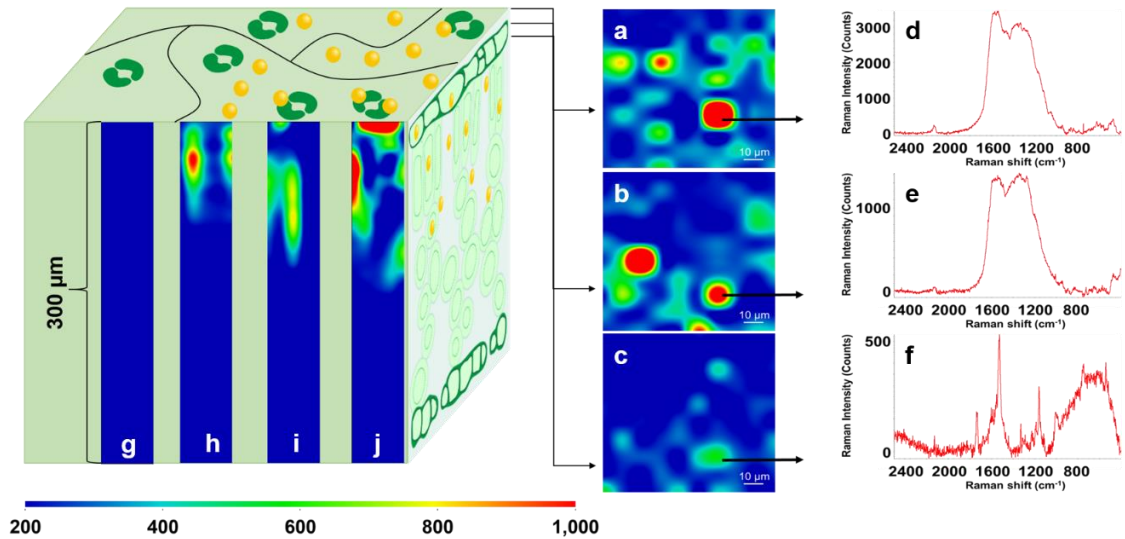 300 µm
g
h
i
j
200
400
600
800
1,000
a
10 µm
b
10 µm
c
10 µm
d
Raman Intensity (Counts)
3000
2000
1000
0
2400
2000
1600
1200
800
Raman shift (cm⁻¹)
e
Raman Intensity (Counts)
1000
0
2400
2000
1600
1200
800
Raman shift (cm⁻¹)
f
Raman Intensity (Counts)
500
0
2400
2000
1600
1200
800
Raman shift (cm⁻¹)